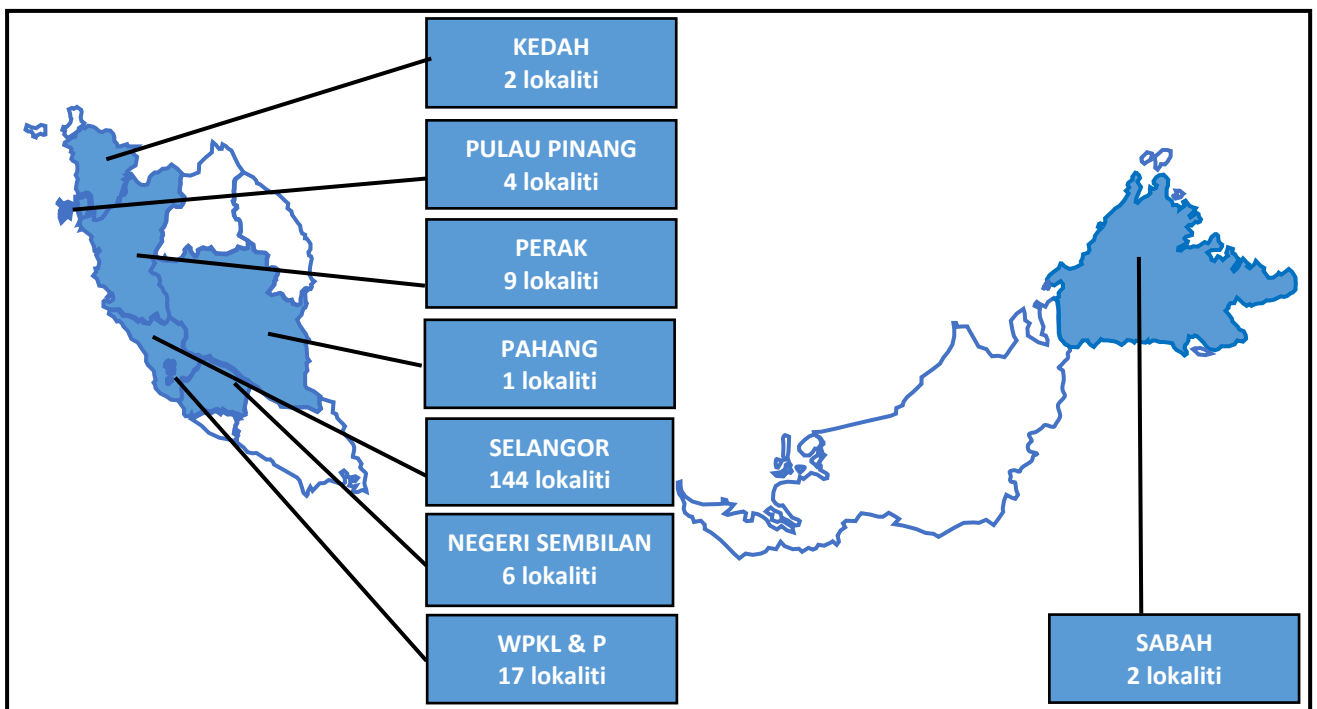 KEDAH
2 lokaliti
PULAU PINANG
4 lokaliti
PERAK
9 lokaliti
PAHANG
1 lokaliti
SELANGOR
144 lokaliti
NEGERI SEMBILAN
6 lokaliti
WPKL & P
17 lokaliti
SABAH
2 lokaliti